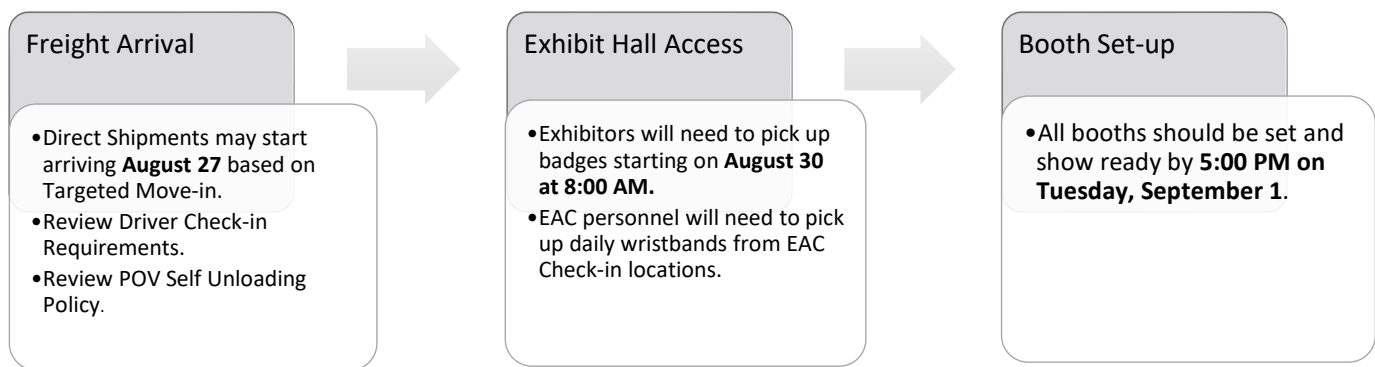 Freight Arrival
•Direct Shipments may start
arriving August 27 based on
Targeted Move-in.
•Review Driver Check-in
Requirements.
•Review POV Self Unloading
Policy.
Exhibit Hall Access
•Exhibitors will need to pick up
badges starting on August 30
at 8:00 AM.
•EAC personnel will need to pick
up daily wristbands from EAC
Check-in locations.
Booth Set-up
•All booths should be set and
show ready by 5:00 PM on
Tuesday, September 1.